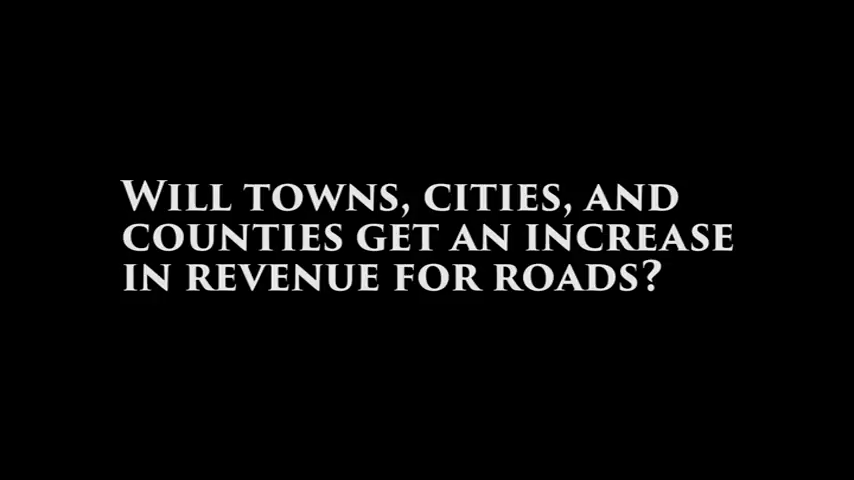 Will towns, cities, and
counties get an increase
in revenue for roads?